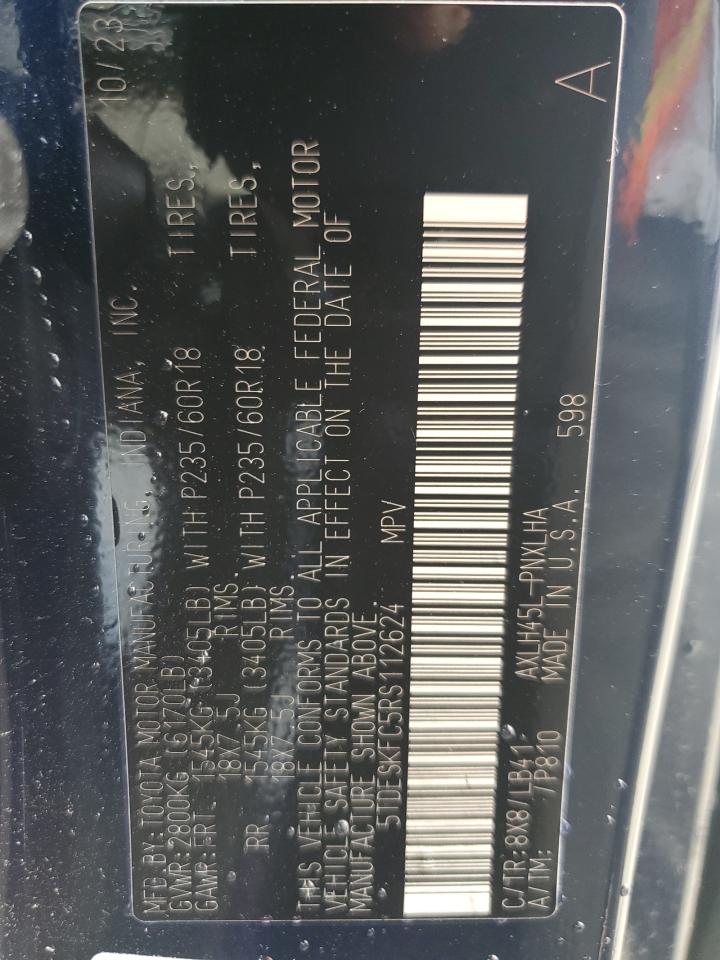 MFD.BY:TOYOTA MOTOR MANUFACTURING, INDIANA, INC. 10/23
GVWR:2800KG (6170LB)
GAWR:FRT. 1545KG (3405LB) WITH P235/60R18 TIRES,
18X7.5J RIMS.
RR. 1545KG (3405LB) WITH P235/60R18 TIRES,
18X7.5J RIMS.
THIS VEHICLE CONFORMS TO ALL APPLICABLE FEDERAL MOTOR
VEHICLE SAFETY STANDARDS IN EFFECT ON THE DATE OF
MANUFACTURE SHOWN ABOVE.
5TDESKFC5RS112624 MPV
C/TR:8X8/LB41 AXLH45L-PNXLHA
A/TM: /P810 MADE IN U.S.A. 598 A